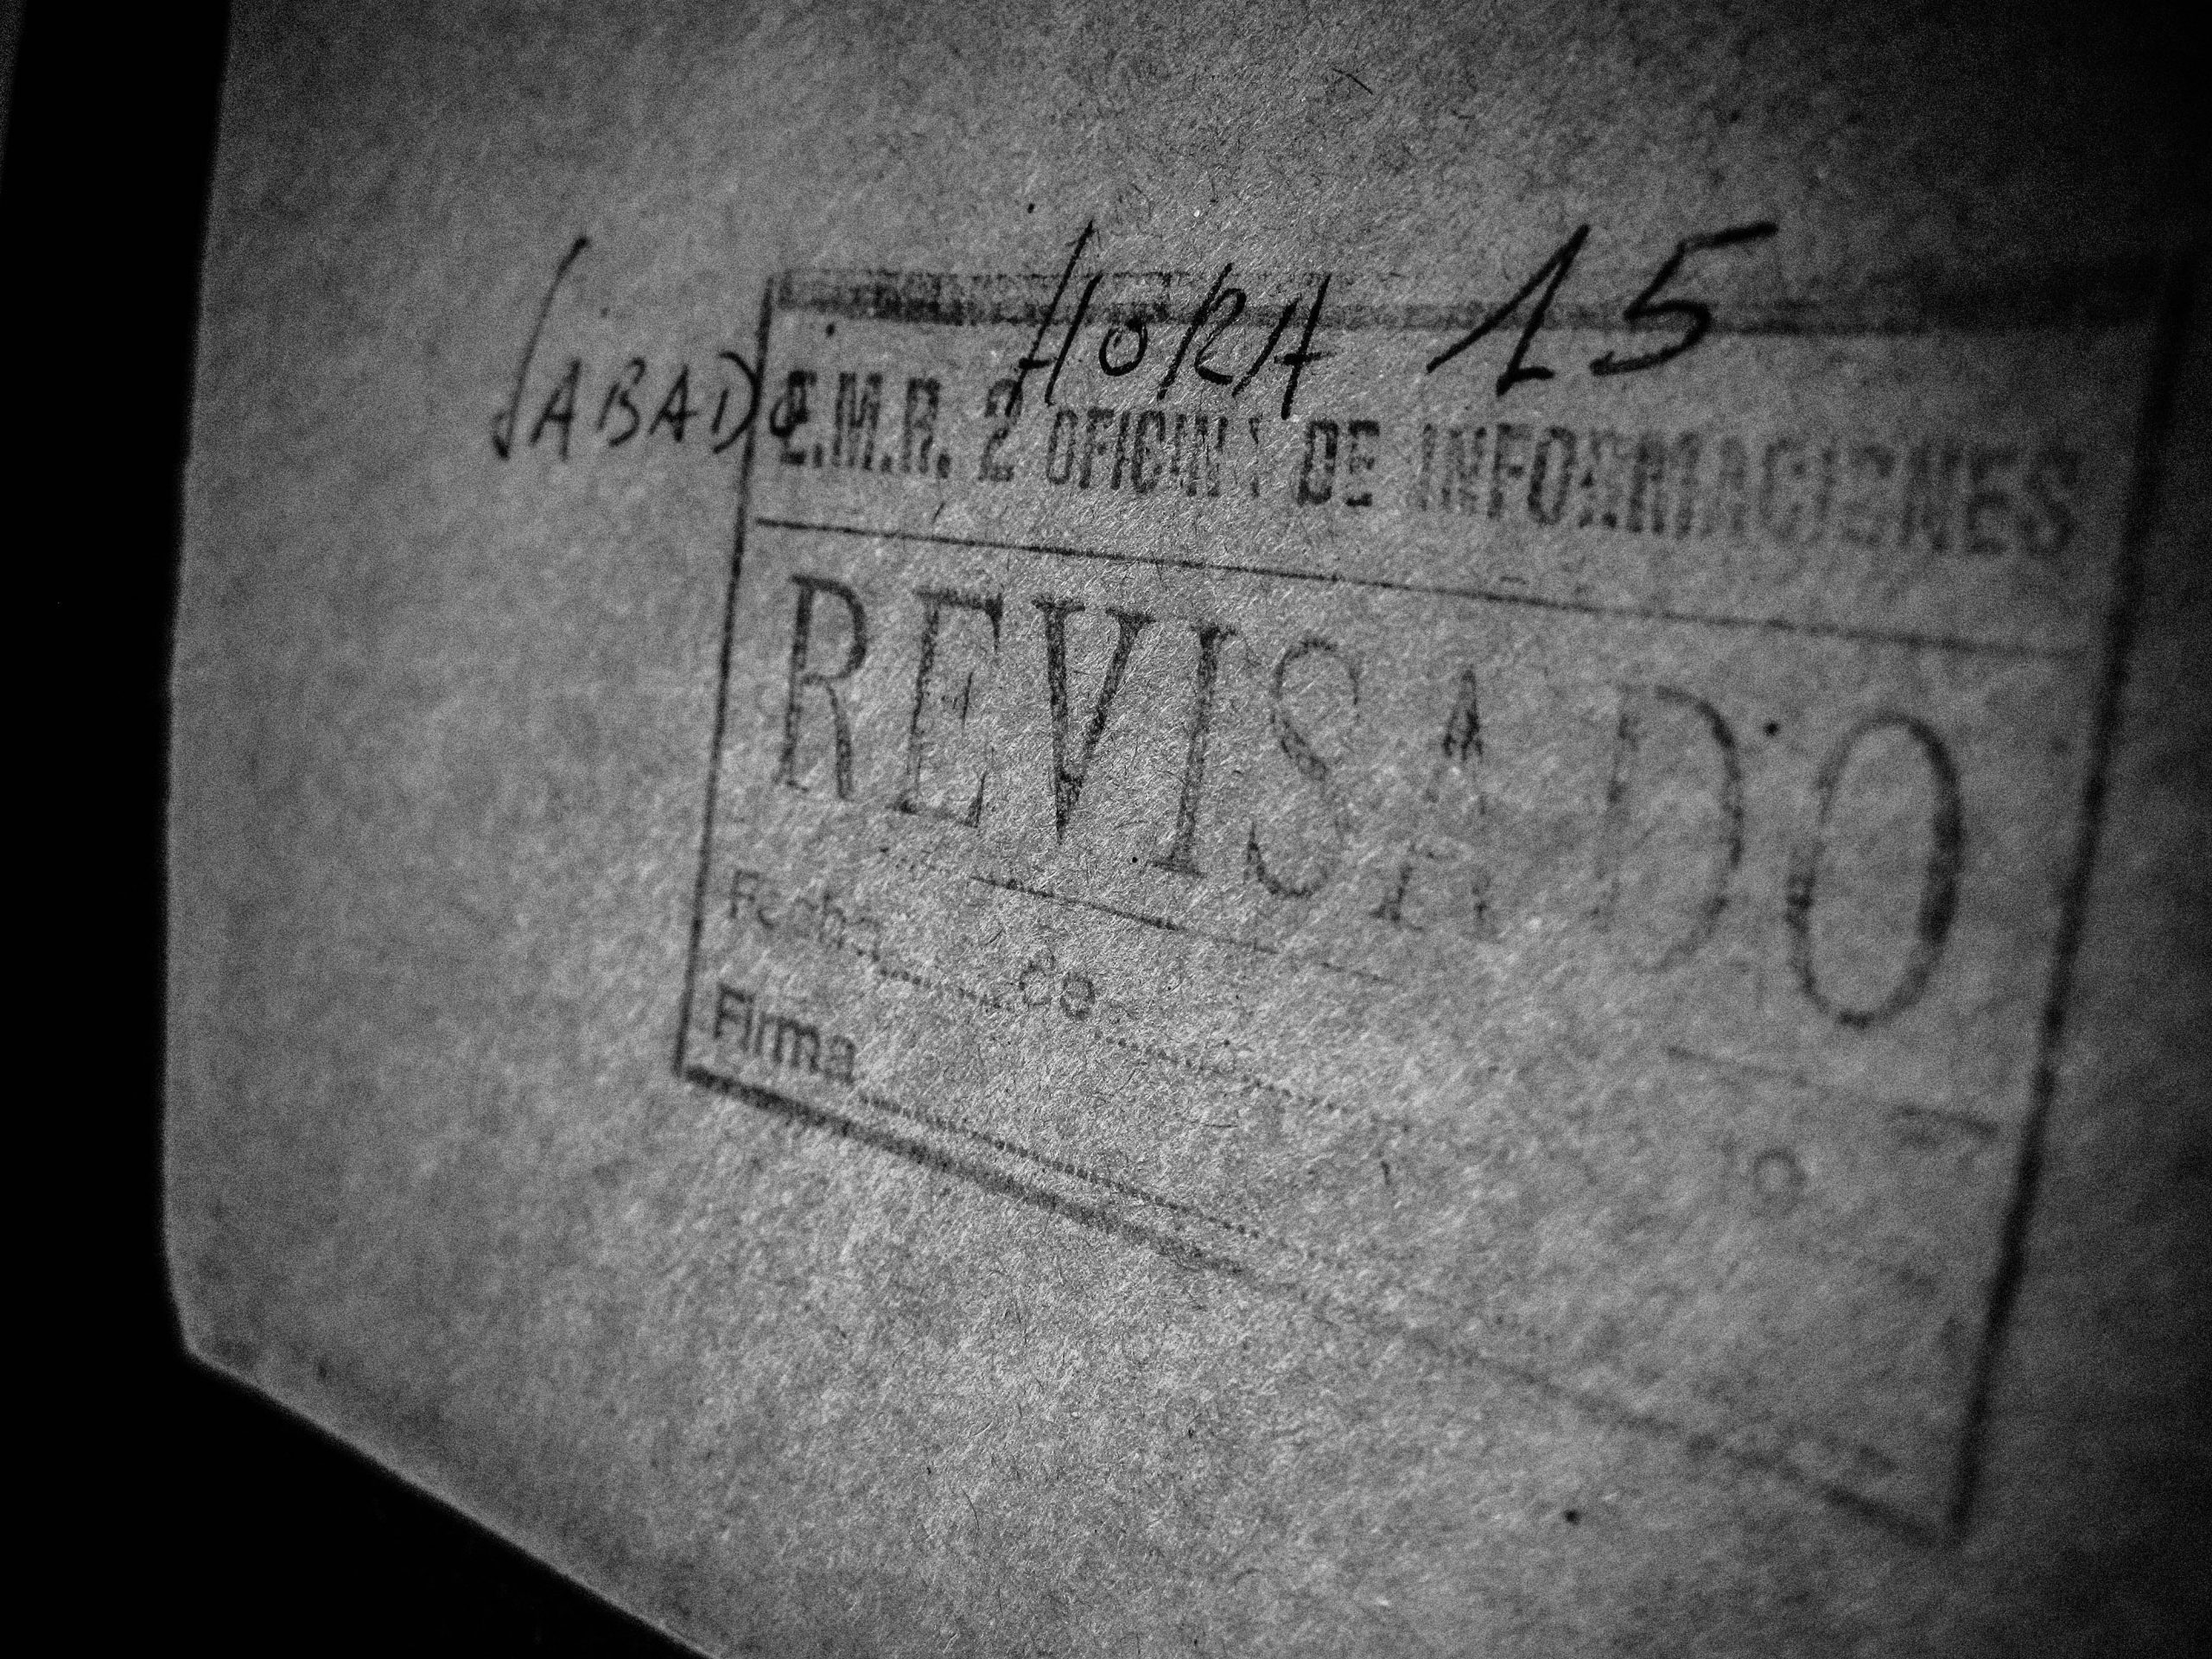 SABADO HORA 15
E.M.R. 2 OFICINA DE INFORMACIONES
REVISADO
Fecha de
Firma